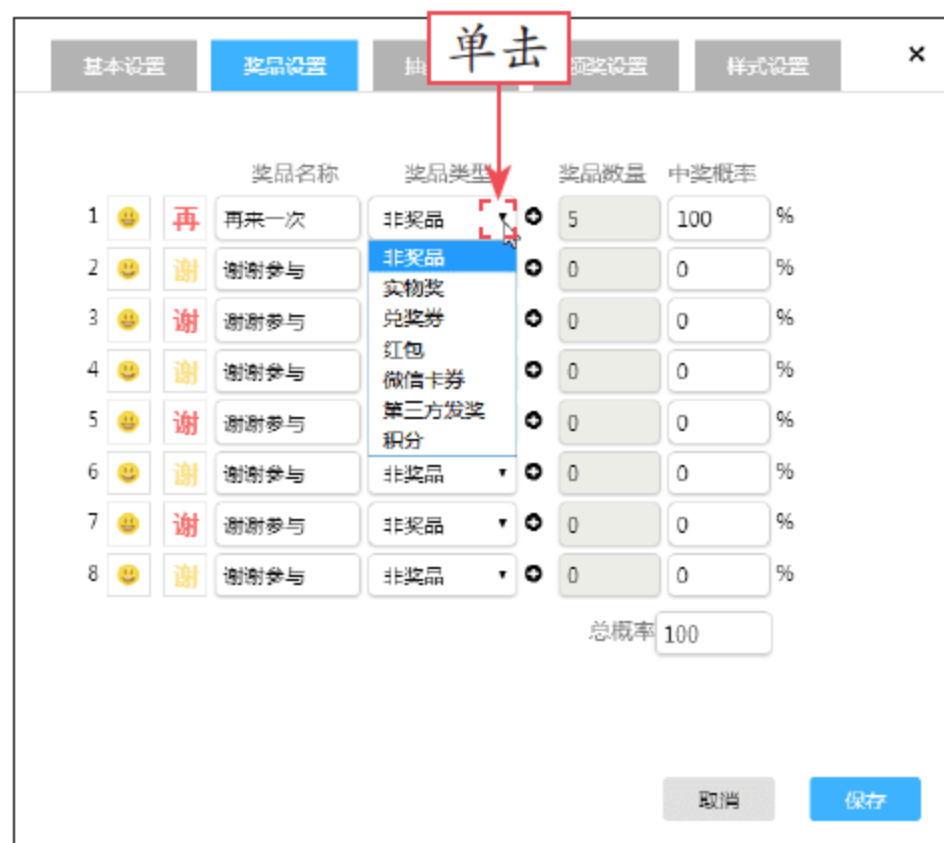 单击
基本设置 奖品设置 抽 领奖设置 样式设置 ×
奖品名称 奖品类型 奖品数量 中奖概率
1 再 再来一次 非奖品 5 100 %
非奖品
2 谢 谢谢参与 0 0 %
实物奖
3 谢 谢谢参与 兑奖券 0 0 %
红包
4 谢 谢谢参与 0 0 %
微信卡券
第三方发奖
5 谢 谢谢参与 0 0 %
积分
6 谢 谢谢参与 非奖品 0 0 %
7 谢 谢谢参与 非奖品 0 0 %
8 谢 谢谢参与 非奖品 0 0 %
总概率 100
取消 保存